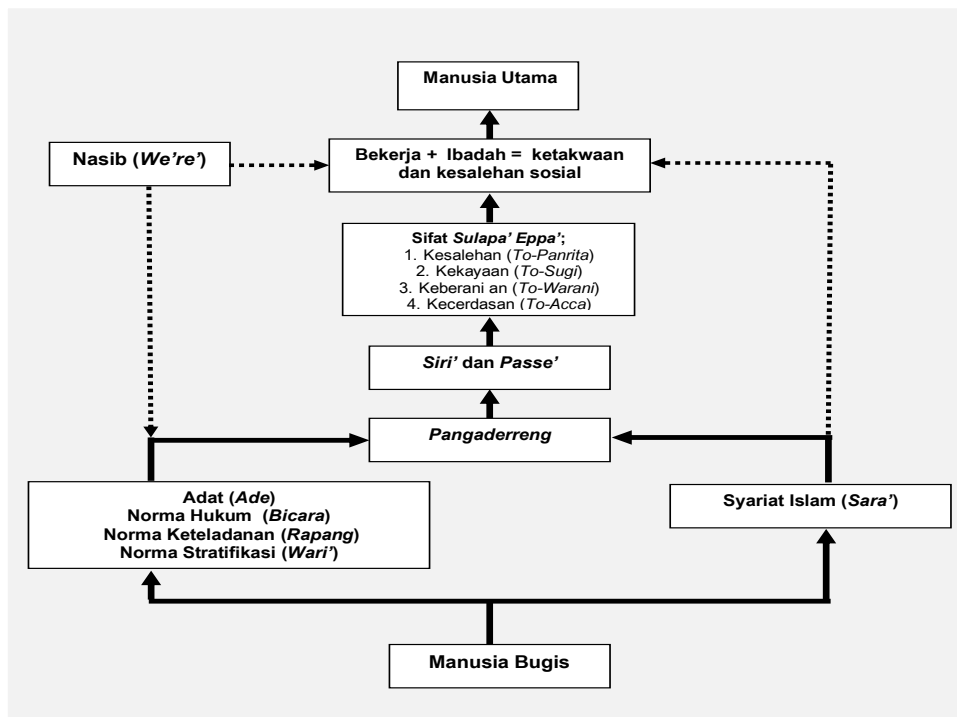 Manusia Utama
Nasib (We're')
Bekerja + Ibadah = ketakwaan
dan kesalehan sosial
Sifat Sulapa' Eppa';
1. Kesalehan (To-Panrita)
2. Kekayaan (To-Sugi)
3. Keberani an (To-Warani)
4. Kecerdasan (To-Acca)
Siri' dan Passe'
Pangaderreng
Adat (Ade)
Norma Hukum (Bicara)
Norma Keteladanan (Rapang)
Norma Stratifikasi (Wari')
Syariat Islam (Sara')
Manusia Bugis